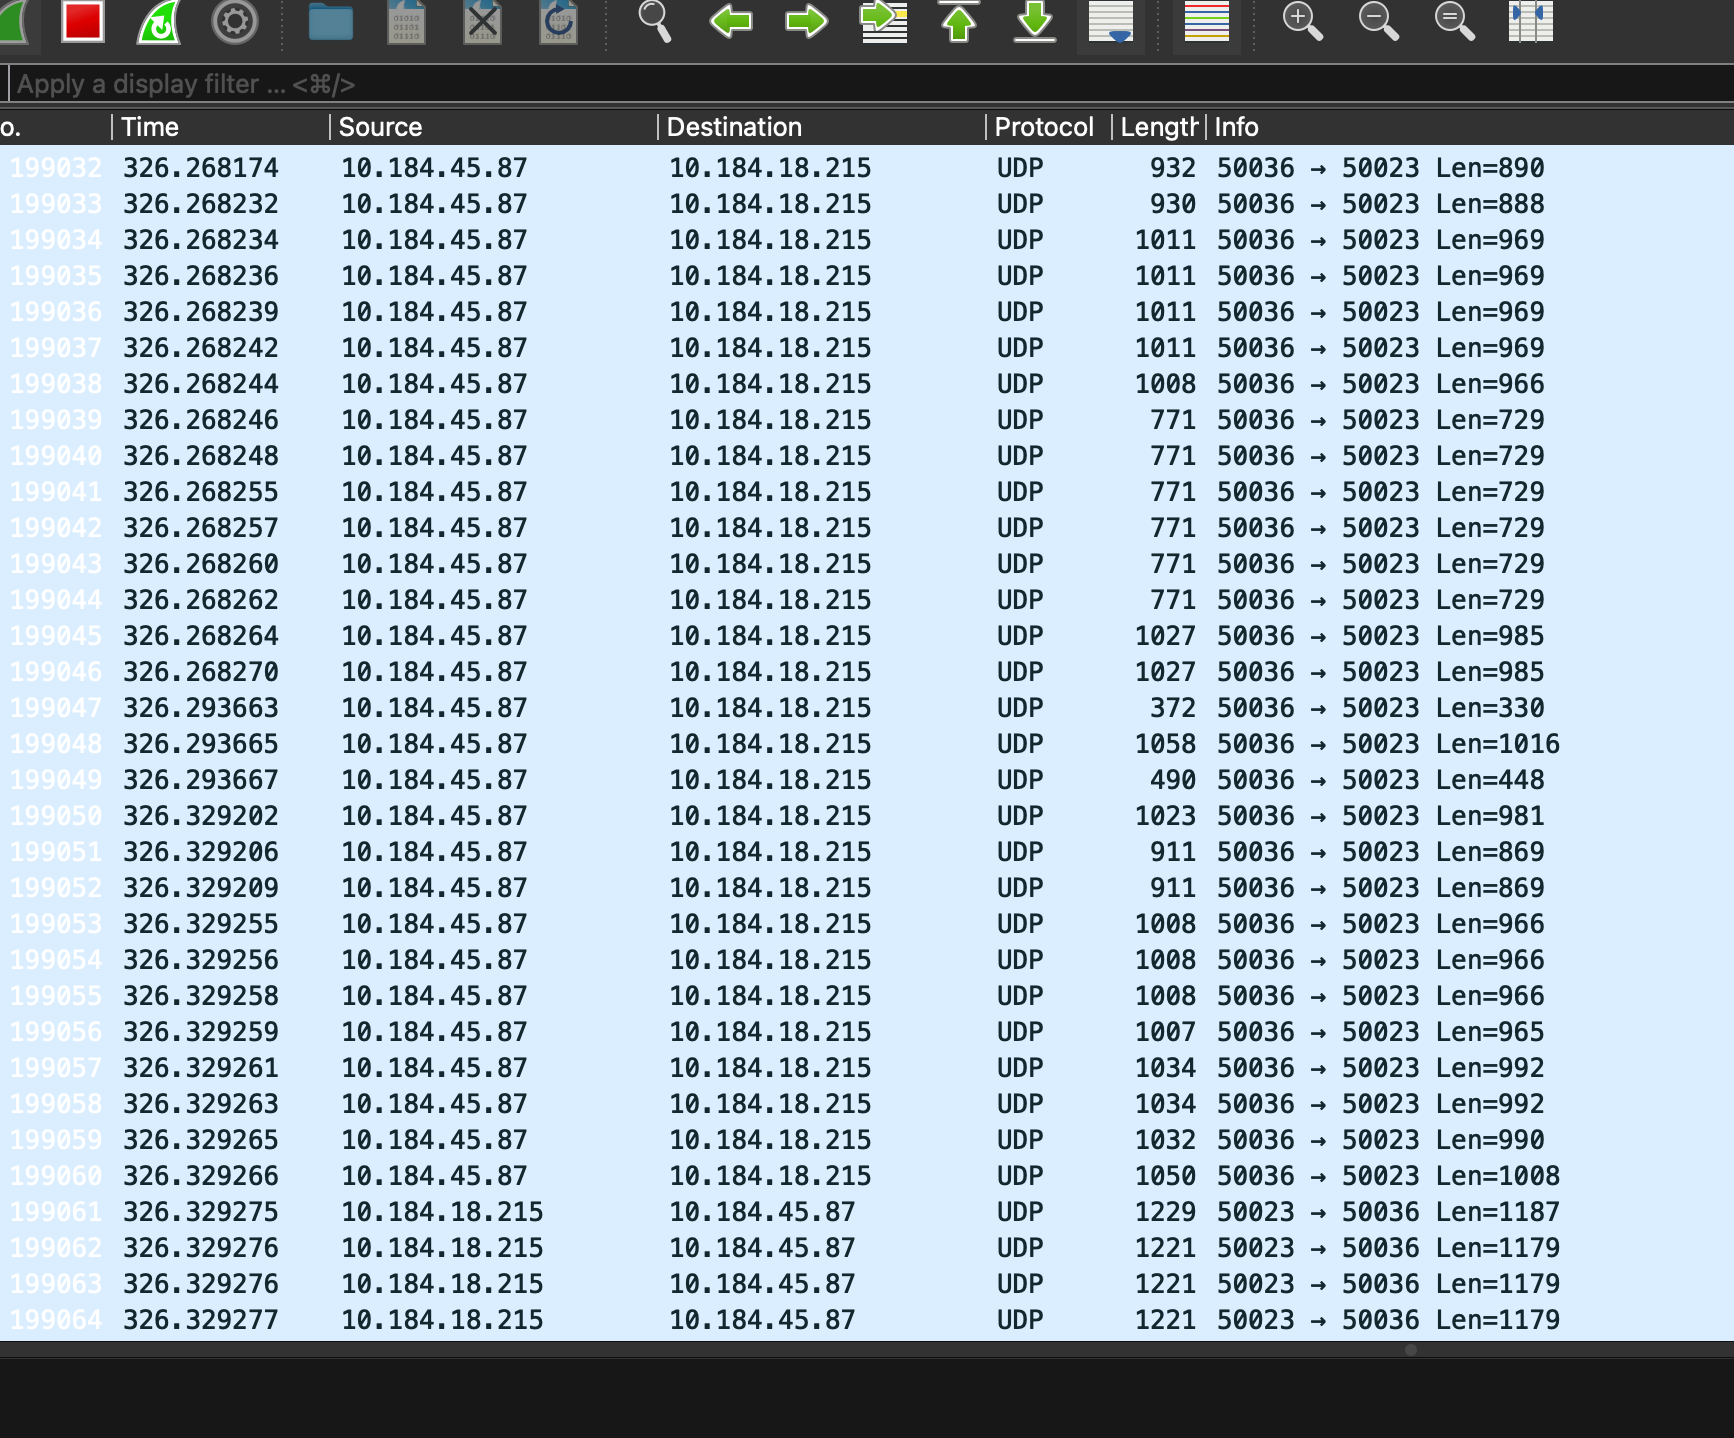 Apply a display filter ... <⌘/>
o. Time Source Destination Protocol Length Info
199032 326.268174 10.184.45.87 10.184.18.215 UDP 932 50036 → 50023 Len=890
199033 326.268232 10.184.45.87 10.184.18.215 UDP 930 50036 → 50023 Len=888
199034 326.268234 10.184.45.87 10.184.18.215 UDP 1011 50036 → 50023 Len=969
199035 326.268236 10.184.45.87 10.184.18.215 UDP 1011 50036 → 50023 Len=969
199036 326.268239 10.184.45.87 10.184.18.215 UDP 1011 50036 → 50023 Len=969
199037 326.268242 10.184.45.87 10.184.18.215 UDP 1011 50036 → 50023 Len=969
199038 326.268244 10.184.45.87 10.184.18.215 UDP 1008 50036 → 50023 Len=966
199039 326.268246 10.184.45.87 10.184.18.215 UDP 771 50036 → 50023 Len=729
199040 326.268248 10.184.45.87 10.184.18.215 UDP 771 50036 → 50023 Len=729
199041 326.268255 10.184.45.87 10.184.18.215 UDP 771 50036 → 50023 Len=729
199042 326.268257 10.184.45.87 10.184.18.215 UDP 771 50036 → 50023 Len=729
199043 326.268260 10.184.45.87 10.184.18.215 UDP 771 50036 → 50023 Len=729
199044 326.268262 10.184.45.87 10.184.18.215 UDP 771 50036 → 50023 Len=729
199045 326.268264 10.184.45.87 10.184.18.215 UDP 1027 50036 → 50023 Len=985
199046 326.268270 10.184.45.87 10.184.18.215 UDP 1027 50036 → 50023 Len=985
199047 326.293663 10.184.45.87 10.184.18.215 UDP 372 50036 → 50023 Len=330
199048 326.293665 10.184.45.87 10.184.18.215 UDP 1058 50036 → 50023 Len=1016
199049 326.293667 10.184.45.87 10.184.18.215 UDP 490 50036 → 50023 Len=448
199050 326.329202 10.184.45.87 10.184.18.215 UDP 1023 50036 → 50023 Len=981
199051 326.329206 10.184.45.87 10.184.18.215 UDP 911 50036 → 50023 Len=869
199052 326.329209 10.184.45.87 10.184.18.215 UDP 911 50036 → 50023 Len=869
199053 326.329255 10.184.45.87 10.184.18.215 UDP 1008 50036 → 50023 Len=966
199054 326.329256 10.184.45.87 10.184.18.215 UDP 1008 50036 → 50023 Len=966
199055 326.329258 10.184.45.87 10.184.18.215 UDP 1008 50036 → 50023 Len=966
199056 326.329259 10.184.45.87 10.184.18.215 UDP 1007 50036 → 50023 Len=965
199057 326.329261 10.184.45.87 10.184.18.215 UDP 1034 50036 → 50023 Len=992
199058 326.329263 10.184.45.87 10.184.18.215 UDP 1034 50036 → 50023 Len=992
199059 326.329265 10.184.45.87 10.184.18.215 UDP 1032 50036 → 50023 Len=990
199060 326.329266 10.184.45.87 10.184.18.215 UDP 1050 50036 → 50023 Len=1008
199061 326.329275 10.184.18.215 10.184.45.87 UDP 1229 50023 → 50036 Len=1187
199062 326.329276 10.184.18.215 10.184.45.87 UDP 1221 50023 → 50036 Len=1179
199063 326.329276 10.184.18.215 10.184.45.87 UDP 1221 50023 → 50036 Len=1179
199064 326.329277 10.184.18.215 10.184.45.87 UDP 1221 50023 → 50036 Len=1179